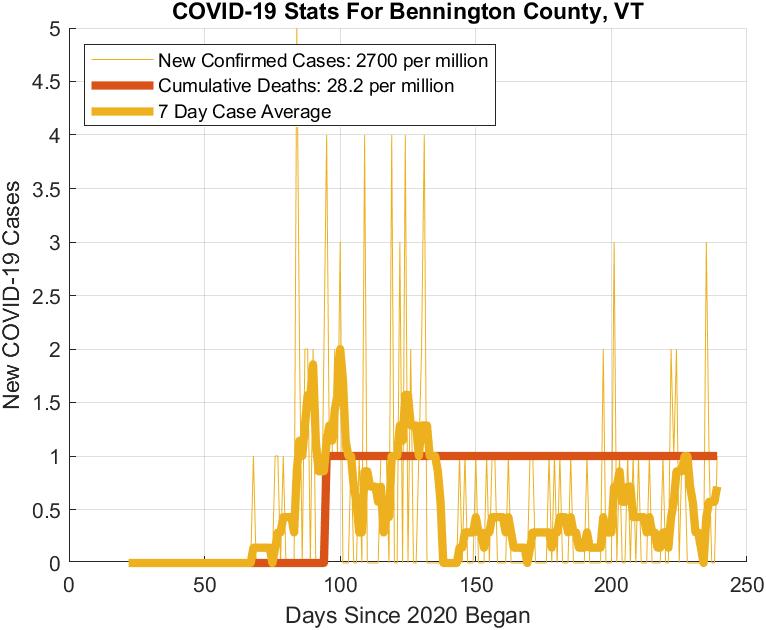 COVID-19 Stats For Bennington County, VT
New Confirmed Cases: 2700 per million
Cumulative Deaths: 28.2 per million
7 Day Case Average
New COVID-19 Cases
5
4.5
4
3.5
3
2.5
2
1.5
1
0.5
0
0 50 100 150 200 250
Days Since 2020 Began